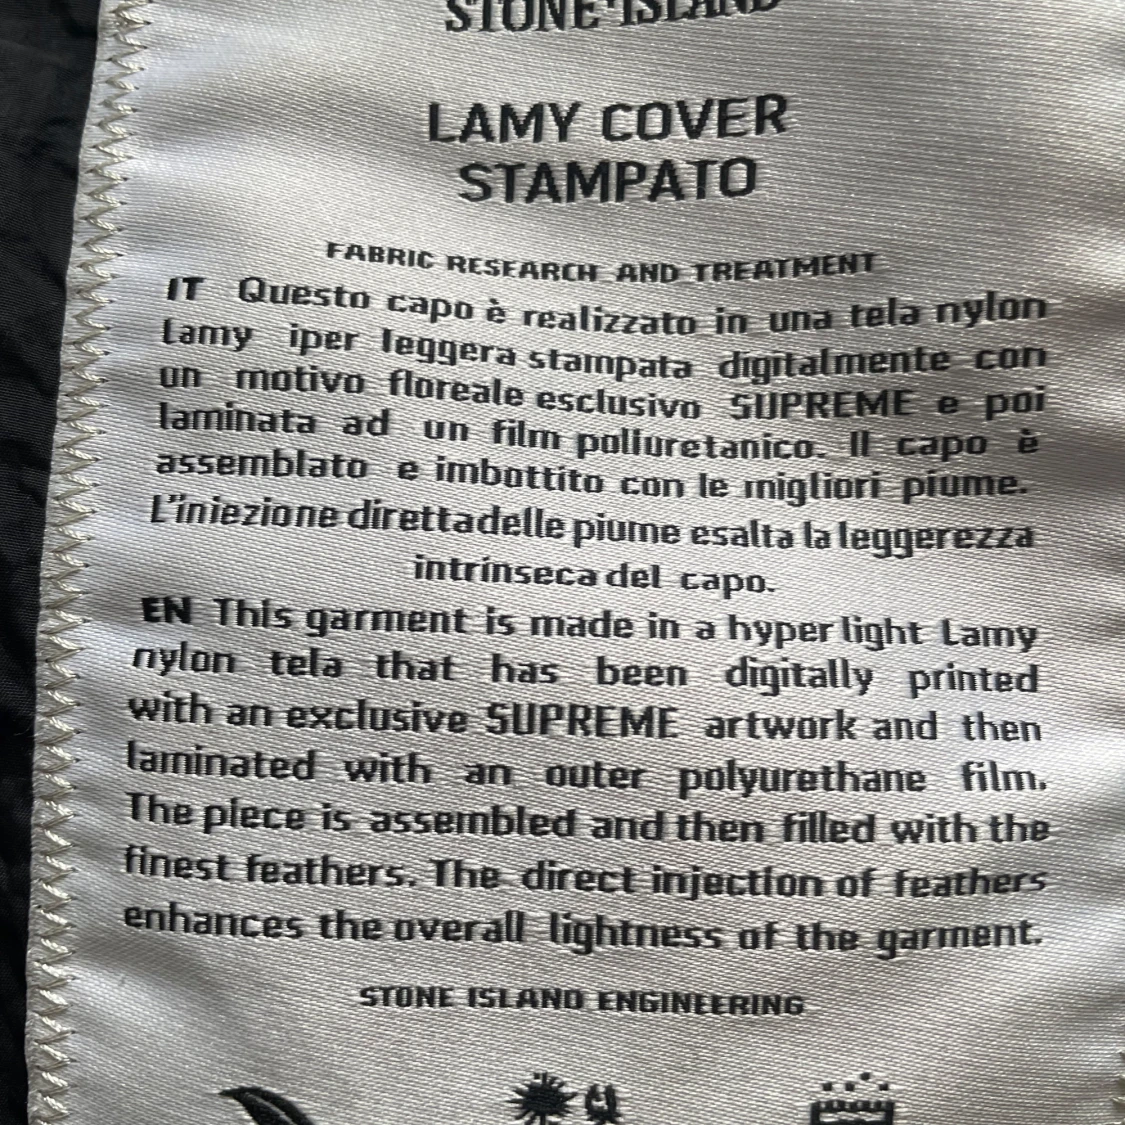 STONE ISLAND
LAMY COVER
STAMPATO
FABRIC RESEARCH AND TREATMENT
IT Questo capo è realizzato in una tela nylon
Lamy iper leggera stampata digitalmente con
un motivo floreale esclusivo SUPREME e poi
laminata ad un film poliuretanico. Il capo è
assemblato e imbottito con le migliori piume.
L'iniezione diretta delle piume esalta la leggerezza
intrinseca del capo.
EN This garment is made in a hyper light Lamy
nylon tela that has been digitally printed
with an exclusive SUPREME artwork and then
laminated with an outer polyurethane film.
The piece is assembled and then filled with the
finest feathers. The direct injection of feathers
enhances the overall lightness of the garment.
STONE ISLAND ENGINEERING